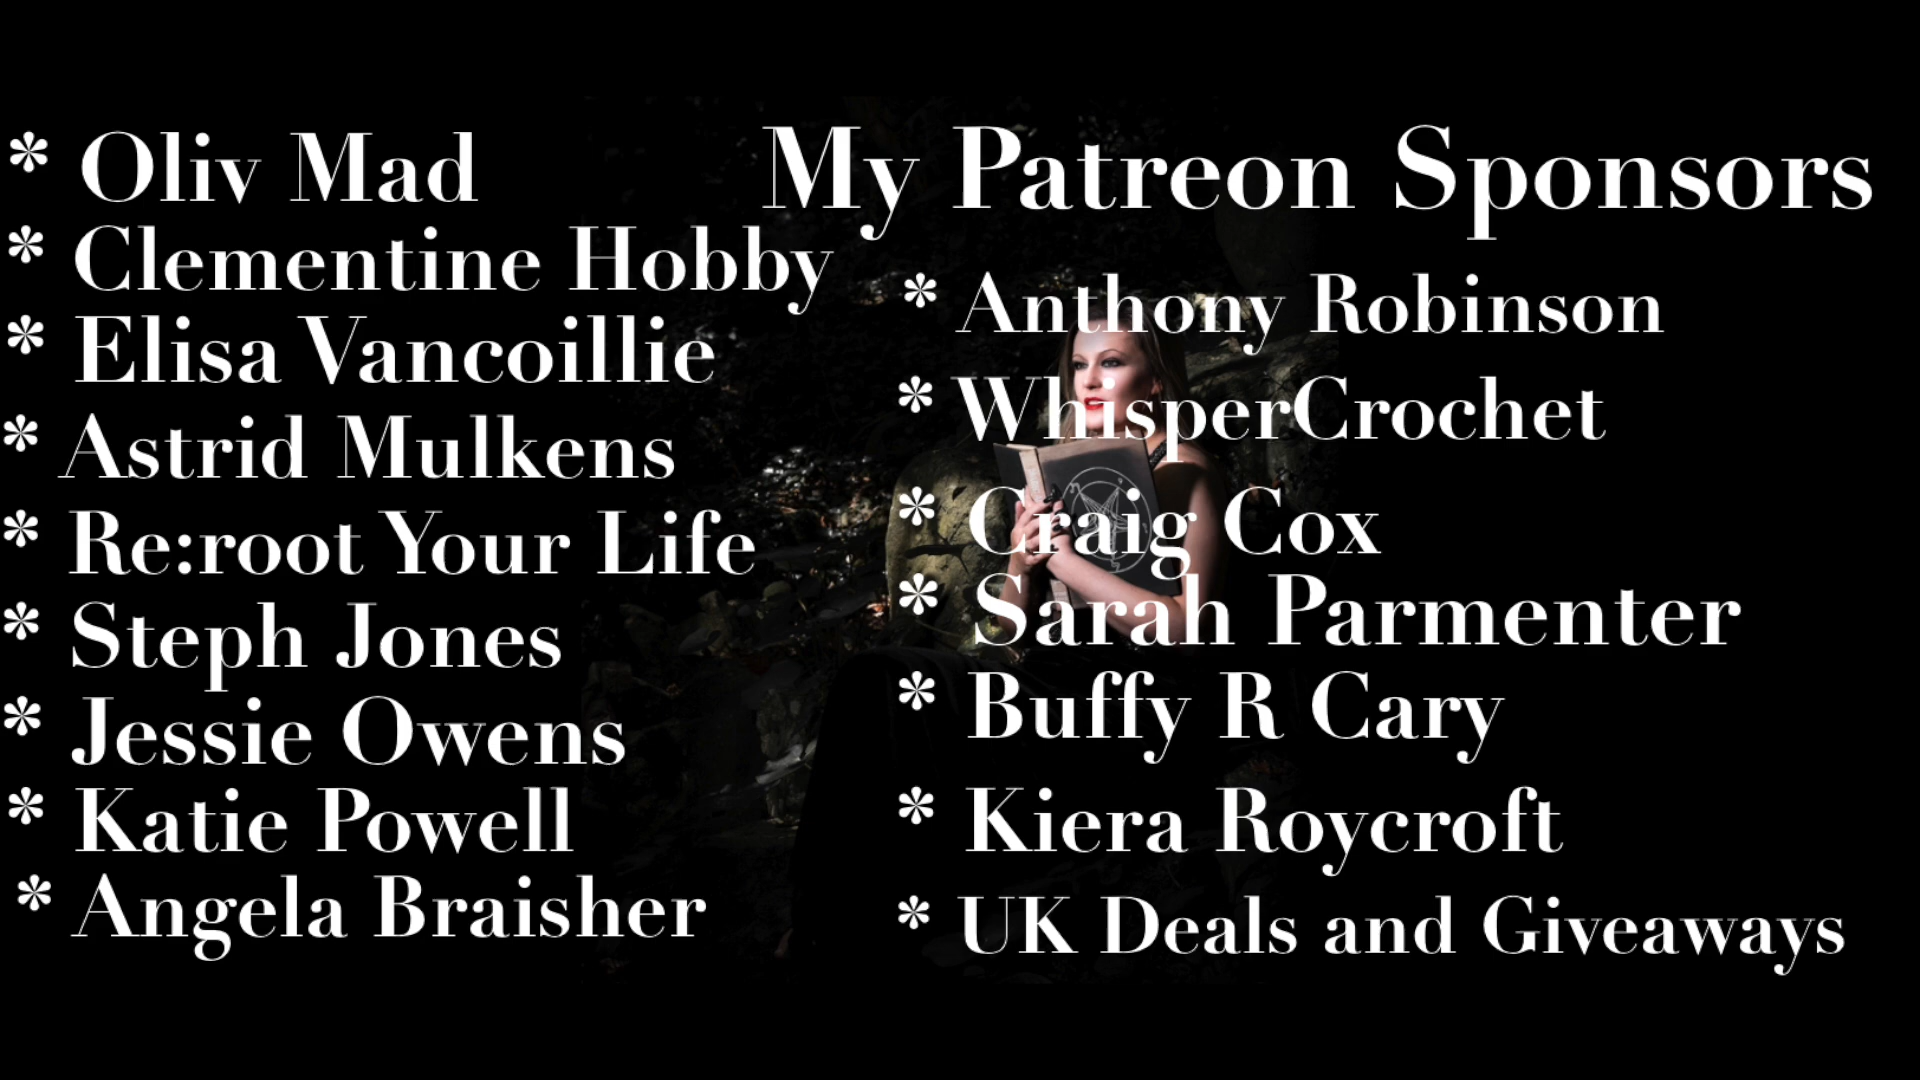 My Patreon Sponsors
* Oliv Mad
* Clementine Hobby
* Elisa Vancoillie
* Astrid Mulkens
* Re:root Your Life
* Steph Jones
* Jessie Owens
* Katie Powell
* Angela Braisher
* Anthony Robinson
* WhisperCrochet
* Craig Cox
* Sarah Parmenter
* Buffy R Cary
* Kiera Roycroft
* UK Deals and Giveaways